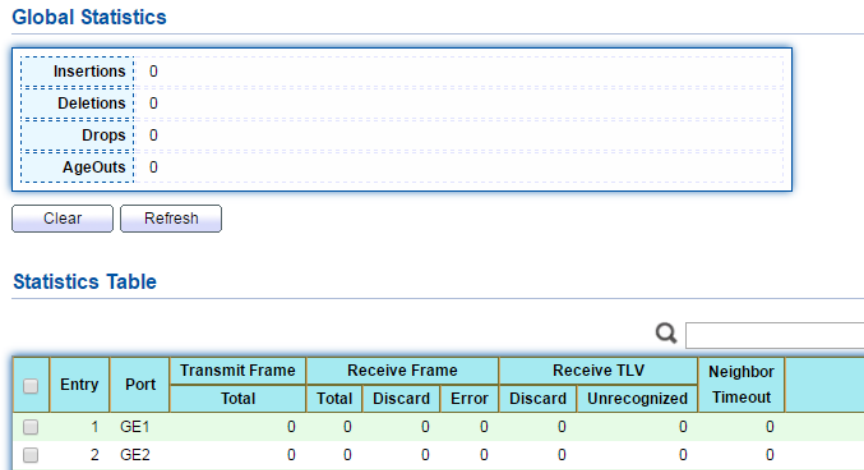 Global Statistics
Insertions 0
Deletions 0
Drops 0
AgeOuts 0
Clear Refresh
Statistics Table
Entry Port Transmit Frame Receive Frame Receive TLV Neighbor Timeout
Total Total Discard Error Discard Unrecognized
1 GE1 0 0 0 0 0 0 0
2 GE2 0 0 0 0 0 0 0